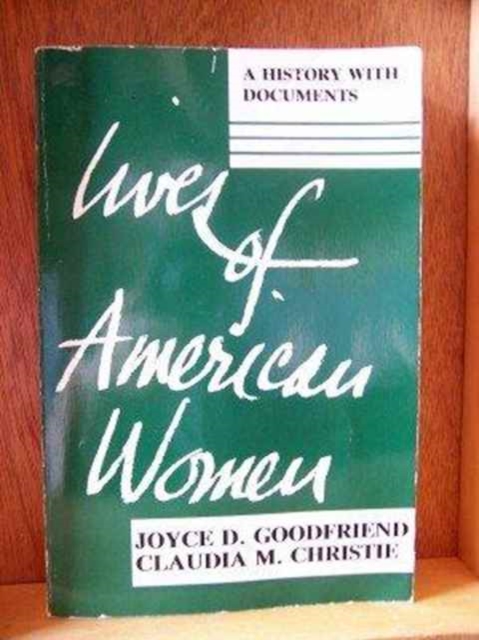 A HISTORY WITH
DOCUMENTS
lives
of
American
Women
JOYCE D. GOODFRIEND
CLAUDIA M. CHRISTIE